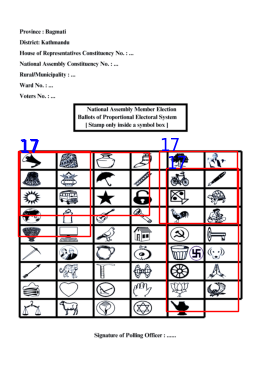 Province : Bagmati
District: Kathmandu
House of Representatives Constituency No. : ...
National Assembly Constituency No. : ...
Rural/Municipality : ...
Ward No. : ...
Voters No. : ...
National Assembly Member Election
Ballots of Proportional Electoral System
[ Stamp only inside a symbol box ]
17 17
17
Signature of Polling Officer : ......